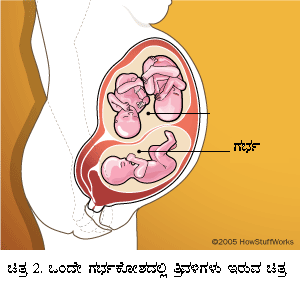 ಗರ್ಭ
©2005 HowStuffWorks
ಚಿತ್ರ 2. ಒಂದೇ ಗರ್ಭಕೋಶದಲ್ಲಿ ತ್ರಿವಳಿಗಳು ಇರುವ ಚಿತ್ರ